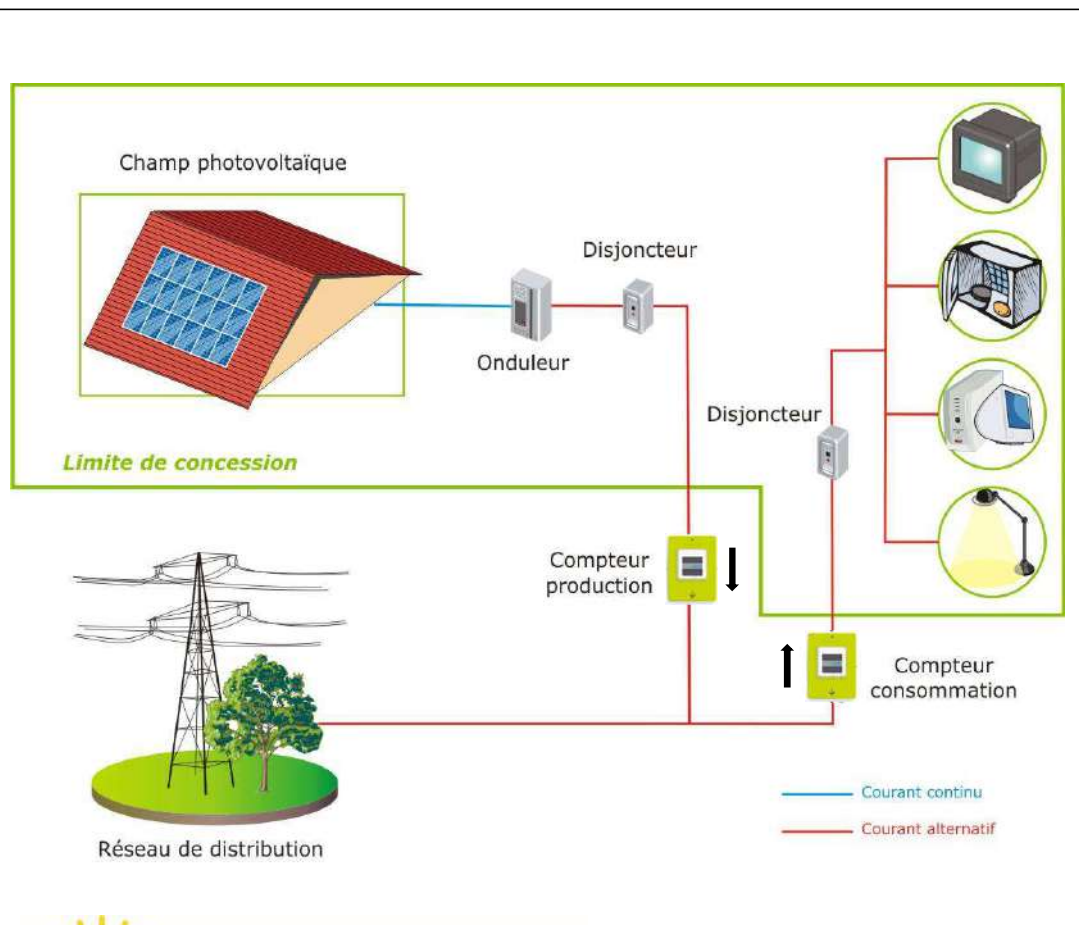 Champ photovoltaïque
Disjoncteur
Onduleur
Disjoncteur
Limite de concession
Compteur
production
Compteur
consommation
Courant continu
Courant alternatif
Réseau de distribution